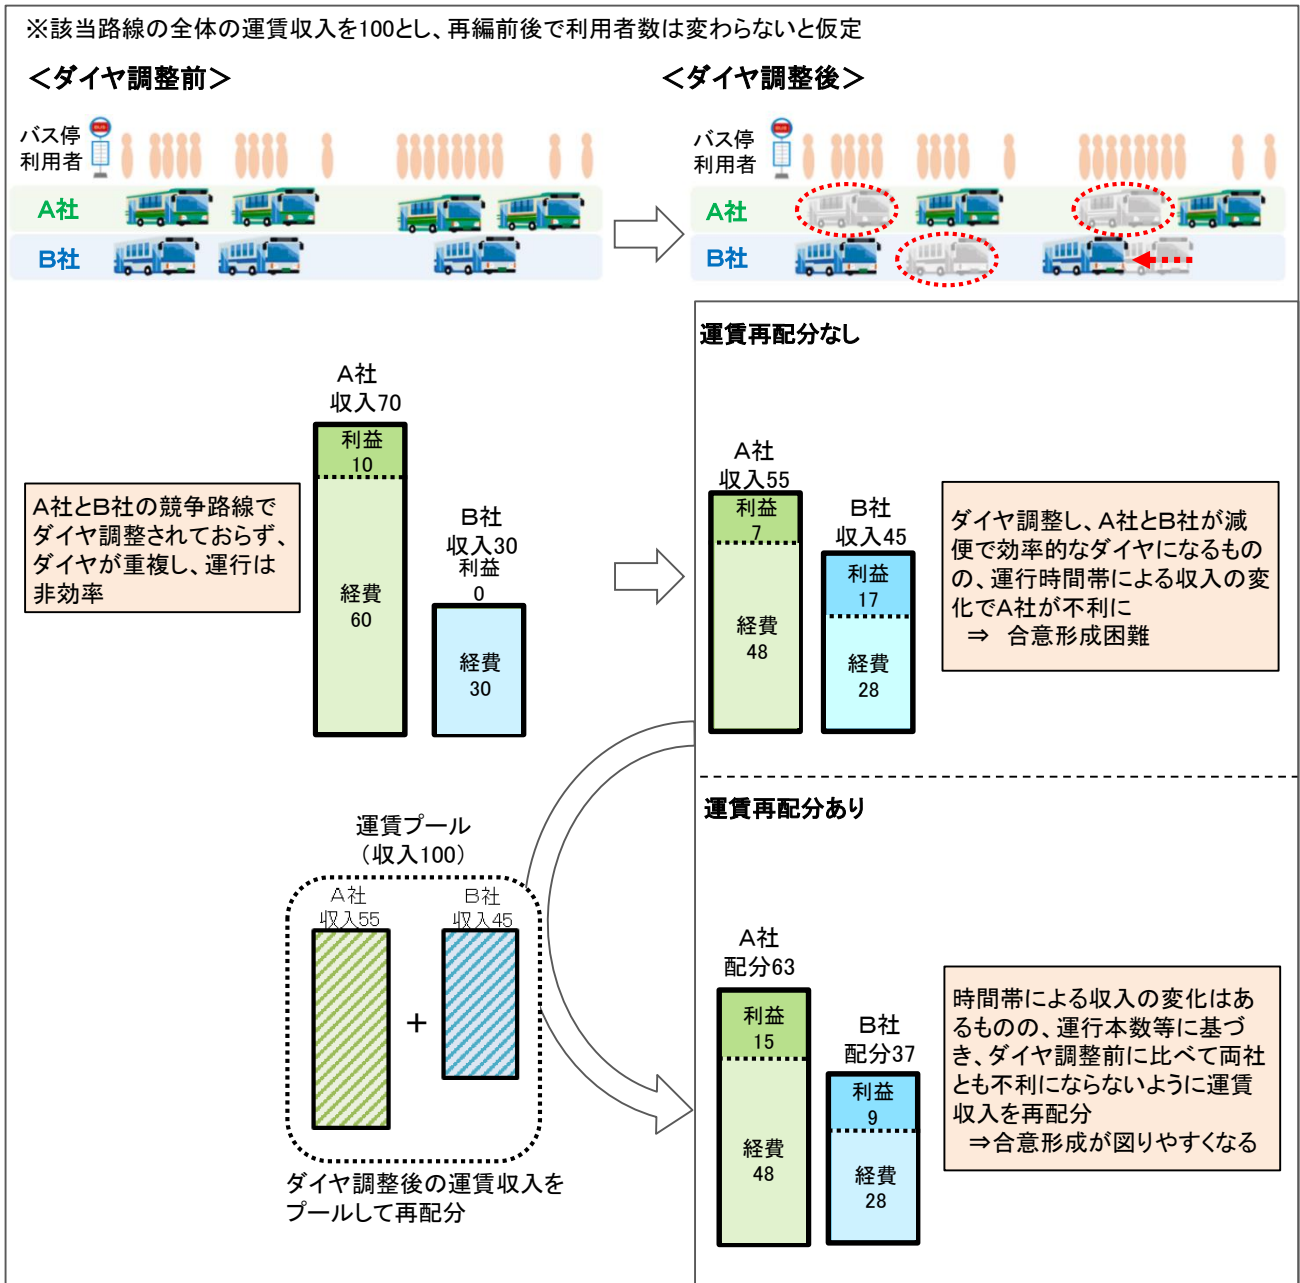 ※該当路線の全体の運賃収入を100とし、再編前後で利用者数は変わらないと仮定
＜ダイヤ調整前＞
バス停
利用者
BUS
A社
B社
＜ダイヤ調整後＞
バス停
利用者
BUS
A社
B社
A社とB社の競争路線で
ダイヤ調整されておらず、
ダイヤが重複し、運行は
非効率
A社
収入70
利益
10
経費
60
B社
収入30
利益
0
経費
30
運賃再配分なし
A社
収入55
利益
7
経費
48
B社
収入45
利益
17
経費
28
ダイヤ調整し、A社とB社が減
便で効率的なダイヤになるもの
の、運行時間帯による収入の変
化でA社が不利に
⇒ 合意形成困難
運賃プール
（収入100）
A社
収入55
+
B社
収入45
ダイヤ調整後の運賃収入を
プールして再配分
運賃再配分あり
A社
配分63
利益
15
経費
48
B社
配分37
利益
9
経費
28
時間帯による収入の変化はあ
るものの、運行本数等に基づ
き、ダイヤ調整前に比べて両社
とも不利にならないように運賃
収入を再配分
⇒合意形成が図りやすくなる